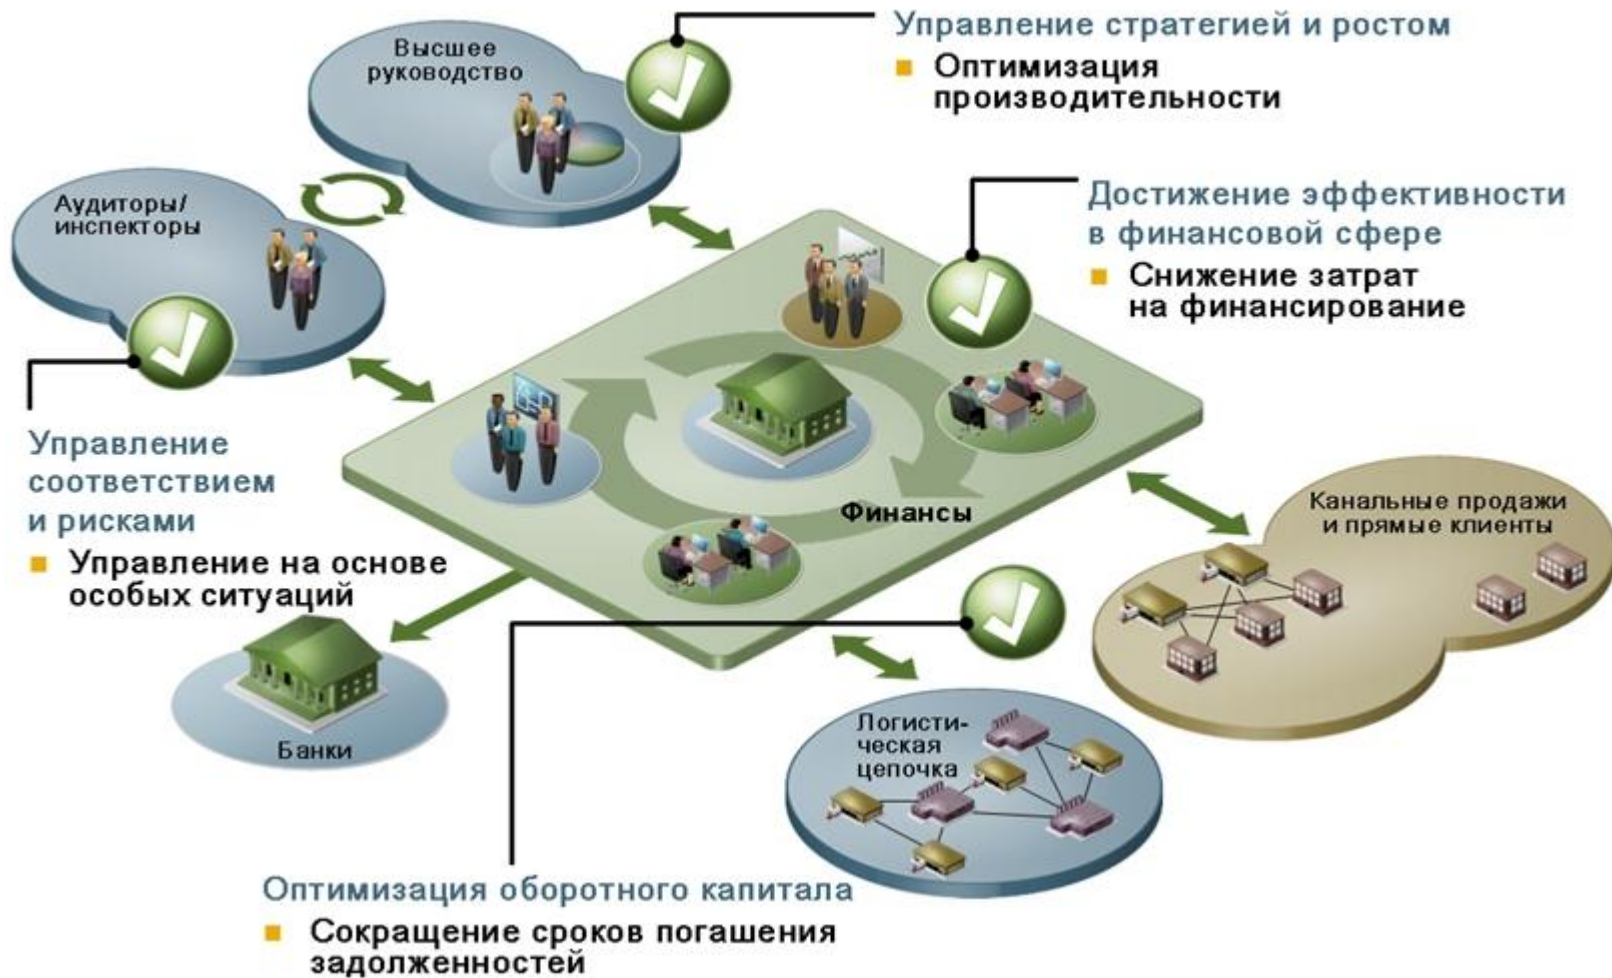 Высшее
руководство
Управление стратегией и ростом
Оптимизация
производительности
Аудиторы/
инспекторы
Достижение эффективности
в финансовой сфере
Снижение затрат
на финансирование
Управление
соответствием
и рисками
Управление на основе
особых ситуаций
Финансы
Канальные продажи
и прямые клиенты
Банки
Логисти-
ческая
цепочка
Оптимизация оборотного капитала
Сокращение сроков погашения
задолженностей